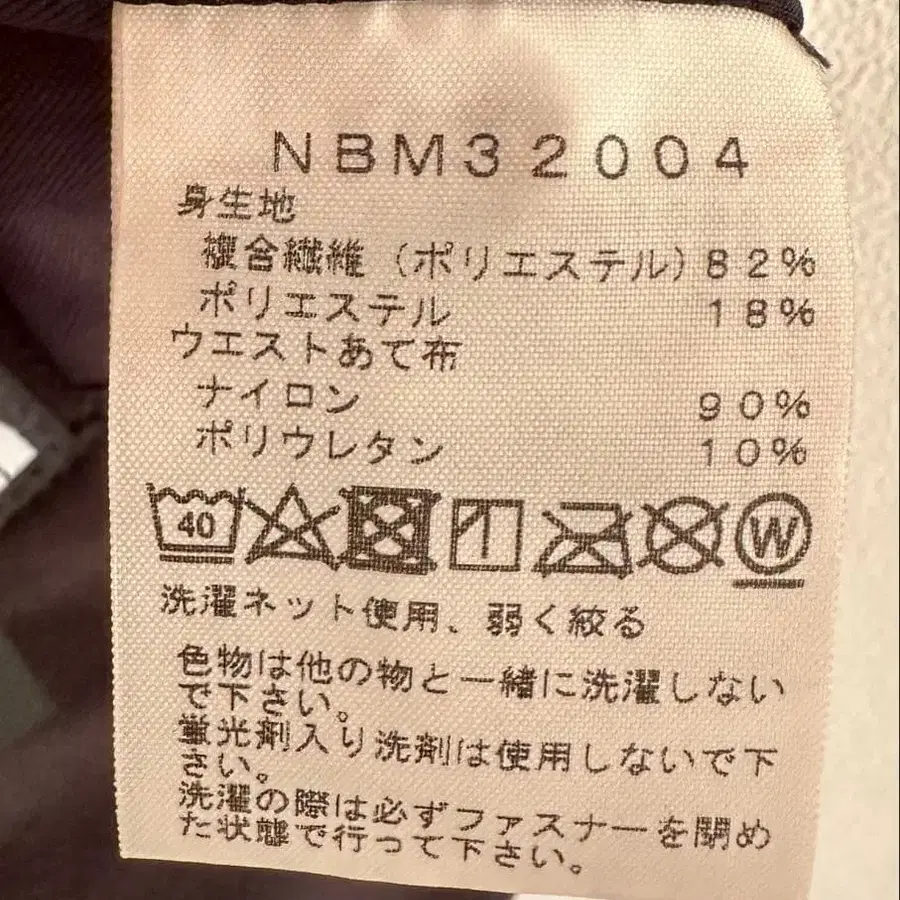 NBM32004
身生地
複合繊維（ポリエステル）82%
ポリエステル 18%
ウエストあて布
ナイロン 90%
ポリウレタン 10%
40 W
洗濯ネット使用、弱く絞る
色物は他の物と一緒に洗濯しない
で下さい。
蛍光剤入り洗剤は使用しないで下
さい。
洗濯の際は必ずファスナーを閉め
た状態で行って下さい。